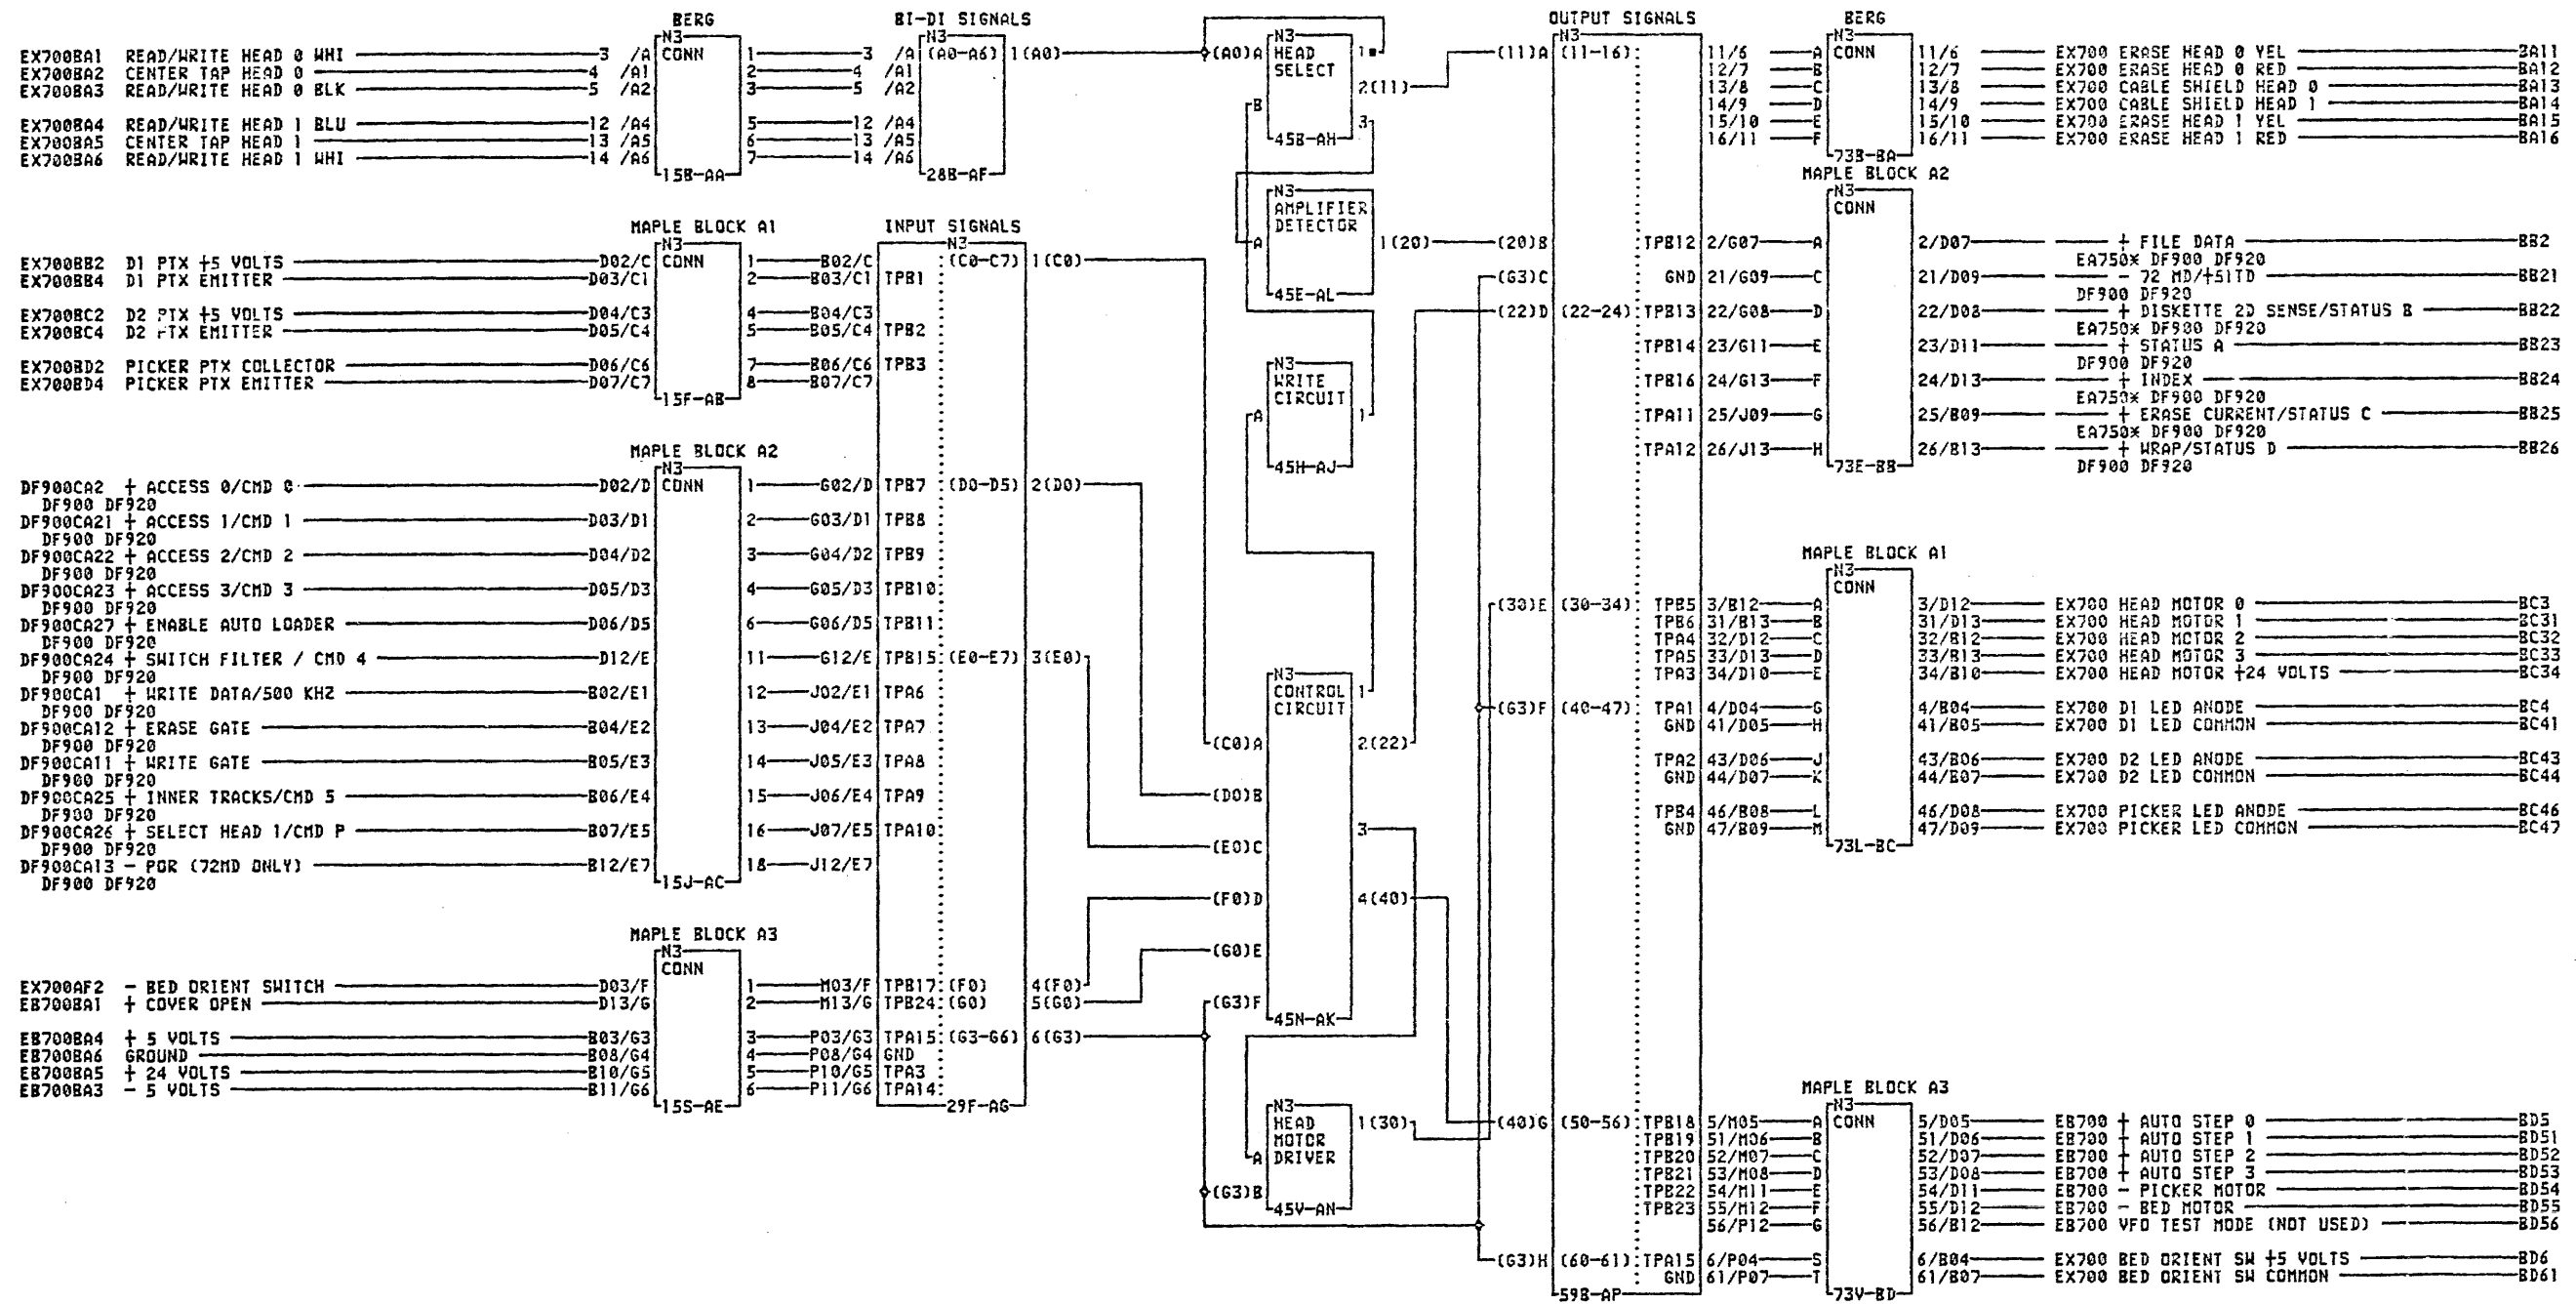 BERG
BI-DI SIGNALS
OUTPUT SIGNALS
BERG
EX700BA1 READ/WRITE HEAD 0 WHI 3 /A N3 CONN 1 3 /A N3 (A0-A6) 1(A0)
EX700BA2 CENTER TAP HEAD 0 4 /A1 2 4 /A1
EX700BA3 READ/WRITE HEAD 0 BLK 5 /A2 3 5 /A2
EX700BA4 READ/WRITE HEAD 1 BLU 12 /A4 5 12 /A4
EX700BA5 CENTER TAP HEAD 1 13 /A5 6 13 /A5
EX700BA6 READ/WRITE HEAD 1 WHI 14 /A6 7 14 /A6
15B-AA
28B-AF
MAPLE BLOCK A1
INPUT SIGNALS
N3
N3
EX700BB2 D1 PTX +5 VOLTS D02/C CONN 1 B02/C (C0-C7) 1(C0)
EX700BB4 D1 PTX EMITTER D03/C1 2 B03/C1 TPB1
EX700BC2 D2 PTX +5 VOLTS D04/C3 4 B04/C3
EX700BC4 D2 PTX EMITTER D05/C4 5 B05/C4 TPB2
EX700BD2 PICKER PTX COLLECTOR D06/C6 7 B06/C6 TPB3
EX700BD4 PICKER PTX EMITTER D07/C7 8 B07/C7
15F-AB
MAPLE BLOCK A2
N3
DF900CA2 + ACCESS 0/CMD 0 D02/D CONN 1 G02/D TPB7 (D0-D5) 2(D0)
DF900 DF920
DF900CA21 + ACCESS 1/CMD 1 D03/D1 2 G03/D1 TPB8
DF900 DF920
DF900CA22 + ACCESS 2/CMD 2 D04/D2 3 G04/D2 TPB9
DF900 DF920
DF900CA23 + ACCESS 3/CMD 3 D05/D3 4 G05/D3 TPB10
DF900 DF920
DF900CA27 + ENABLE AUTO LOADER D06/D5 6 G06/D5 TPB11
DF900 DF920
DF900CA24 + SWITCH FILTER / CMD 4 D12/E 11 G12/E TPB15 (E0-E7) 3(E0)
DF900 DF920
DF900CA1 + WRITE DATA/500 KHZ B02/E1 12 J02/E1 TPA6
DF900 DF920
DF900CA12 + ERASE GATE B04/E2 13 J04/E2 TPA7
DF900 DF920
DF900CA11 + WRITE GATE B05/E3 14 J05/E3 TPA8
DF900 DF920
DF900CA25 + INNER TRACKS/CMD 5 B06/E4 15 J06/E4 TPA9
DF900 DF920
DF900CA26 + SELECT HEAD 1/CMD P B07/E5 16 J07/E5 TPA10
DF900 DF920
DF900CA13 - POR (72MD ONLY) B12/E7 18 J12/E7
DF900 DF920
15J-AC
MAPLE BLOCK A3
N3
CONN
EX700AF2 - BED ORIENT SWITCH D03/F 1 M03/F TPB17 (F0) 4(F0)
EB700BA1 + COVER OPEN D13/G 2 M13/G TPB24 (G0) 5(G0)
EB700BA4 + 5 VOLTS B03/G3 3 P03/G3 TPA15 (G3-G6) 6(G3)
EB700BA6 GROUND B08/G4 4 P08/G4 GND
EB700BA5 + 24 VOLTS B10/G5 5 P10/G5 TPA3
EB700BA3 - 5 VOLTS B11/G6 6 P11/G6 TPA14
15S-AE
29F-AG
N3
(A0)A HEAD 1
SELECT
2(11)
B
3
45B-AH
N3
AMPLIFIER
DETECTOR
A 1(20)
45E-AL
N3
WRITE
CIRCUIT
A 1
45H-AJ
N3
CONTROL 1
CIRCUIT
(C0)A 2(22)
(D0)B
3
(E0)C
(F0)D 4(40)
(G0)E
(G3)F
45N-AK
N3
HEAD 1(30)
MOTOR
DRIVER
A
(G3)B
45V-AN
N3
N3
(11)A (11-16) 11/6 A CONN 11/6 EX700 ERASE HEAD 0 YEL BA11
12/7 B 12/7 EX700 ERASE HEAD 0 RED BA12
13/8 C 13/8 EX700 CABLE SHIELD HEAD 0 BA13
14/9 D 14/9 EX700 CABLE SHIELD HEAD 1 BA14
15/10 E 15/10 EX700 ERASE HEAD 1 YEL BA15
16/11 F 16/11 EX700 ERASE HEAD 1 RED BA16
73B-BA
MAPLE BLOCK A2
N3
CONN
(20)B TPB12 2/G07 A 2/D07 + FILE DATA BB2
EA750* DF900 DF920
(G3)C GND 21/G09 C 21/D09 - 72 MD/+51TD BB21
DF900 DF920
(22)D (22-24) TPB13 22/G08 D 22/D08 + DISKETTE 2D SENSE/STATUS B BB22
EA750* DF900 DF920
TPB14 23/G11 E 23/D11 + STATUS A BB23
DF900 DF920
TPB16 24/G13 F 24/D13 + INDEX BB24
EA750* DF900 DF920
TPA11 25/J09 G 25/B09 + ERASE CURRENT/STATUS C BB25
EA750* DF900 DF920
TPA12 26/J13 H 26/B13 + WRAP/STATUS D BB26
73E-BB DF900 DF920
MAPLE BLOCK A1
N3
CONN
(30)E (30-34) TPB5 3/B12 A 3/D12 EX700 HEAD MOTOR 0 BC3
TPB6 31/B13 B 31/D13 EX700 HEAD MOTOR 1 BC31
TPA4 32/D12 C 32/B12 EX700 HEAD MOTOR 2 BC32
TPA5 33/D13 D 33/B13 EX700 HEAD MOTOR 3 BC33
TPA3 34/D10 E 34/B10 EX700 HEAD MOTOR +24 VOLTS BC34
(G3)F (40-47) TPA1 4/D04 G 4/B04 EX700 D1 LED ANODE BC4
GND 41/D05 H 41/B05 EX700 D1 LED COMMON BC41
TPA2 43/D06 J 43/B06 EX700 D2 LED ANODE BC43
GND 44/D07 K 44/B07 EX700 D2 LED COMMON BC44
TPB4 46/B08 L 46/D08 EX700 PICKER LED ANODE BC46
GND 47/B09 M 47/D09 EX700 PICKER LED COMMON BC47
73L-BC
MAPLE BLOCK A3
N3
(40)G (50-56) TPB18 5/M05 A CONN 5/D05 EB700 + AUTO STEP 0 BD5
TPB19 51/M06 B 51/D06 EB700 + AUTO STEP 1 BD51
TPB20 52/M07 C 52/D07 EB700 + AUTO STEP 2 BD52
TPB21 53/M08 D 53/D08 EB700 + AUTO STEP 3 BD53
TPB22 54/M11 E 54/D11 EB700 - PICKER MOTOR BD54
TPB23 55/M12 F 55/D12 EB700 - BED MOTOR BD55
56/P12 G 56/B12 EB700 VFO TEST MODE (NOT USED) BD56
(G3)H (60-61) TPA15 6/P04 S 6/B04 EX700 BED ORIENT SW +5 VOLTS BD6
GND 61/P07 T 61/B07 EX700 BED ORIENT SW COMMON BD61
59B-AP
73V-BD